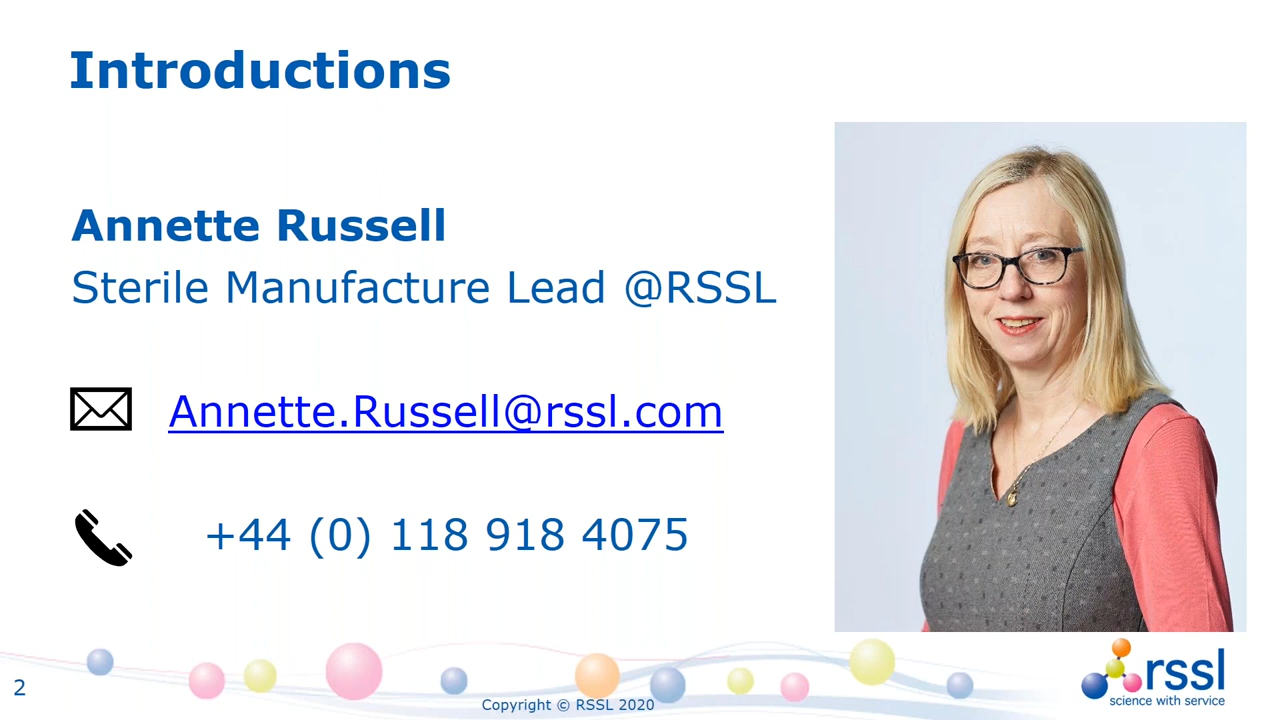 Introductions
Annette Russell
Sterile Manufacture Lead @RSSL
Annette.Russell@rssl.com
+44 (0) 118 918 4075
2
Copyright © RSSL 2020
rssl
science with service